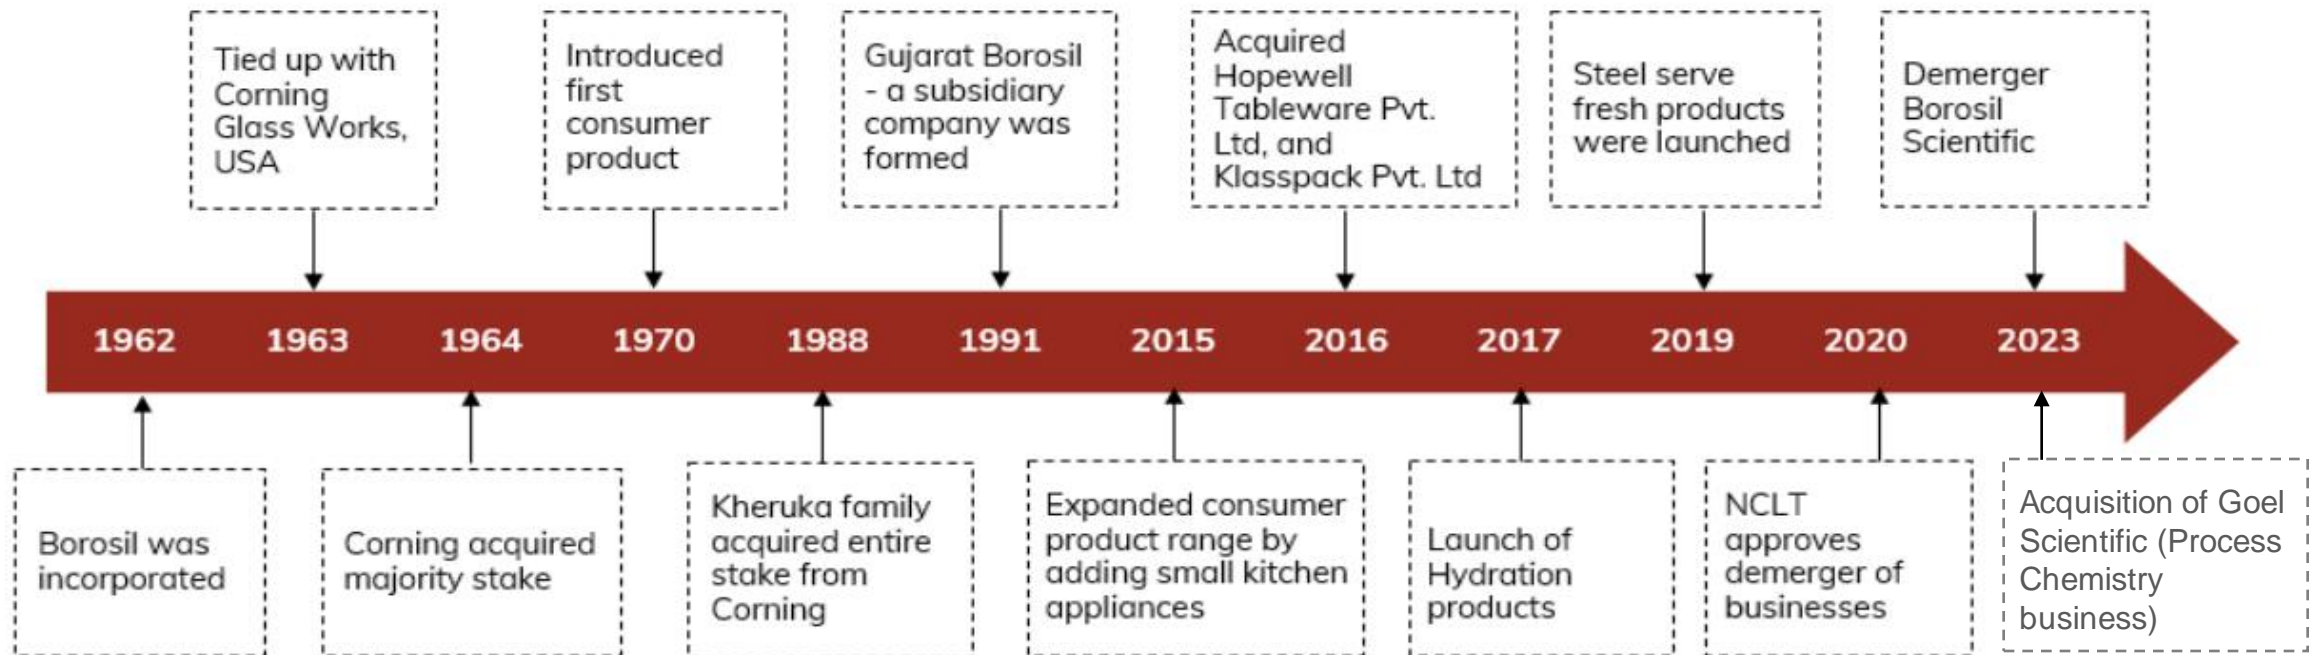 Tied up with
Corning
Glass Works,
USA
Introduced
first
consumer
product
Gujarat Borosil
- a subsidiary
company was
formed
Acquired
Hopewell
Tableware Pvt.
Ltd, and
Klasspack Pvt. Ltd
Steel serve
fresh products
were launched
Demerger
Borosil
Scientific
1962 1963 1964 1970 1988 1991 2015 2016 2017 2019 2020 2023
Borosil was
incorporated
Corning acquired
majority stake
Kheruka family
acquired entire
stake from
Corning
Expanded consumer
product range by
adding small kitchen
appliances
Launch of
Hydration
products
NCLT
approves
demerger of
businesses
Acquisition of Goel
Scientific (Process
Chemistry
business)